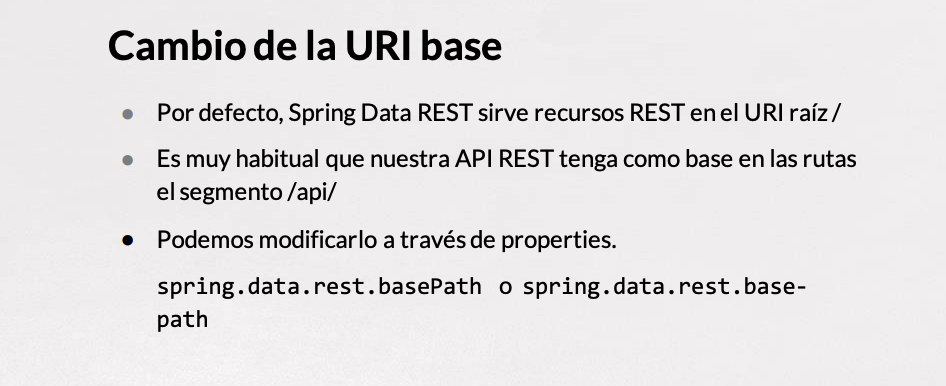 Cambio de la URI base
● Por defecto, Spring Data REST sirve recursos REST en el URI raíz /
● Es muy habitual que nuestra API REST tenga como base en las rutas
el segmento /api/
● Podemos modificarlo a través de properties.
spring.data.rest.basePath o spring.data.rest.base-
path